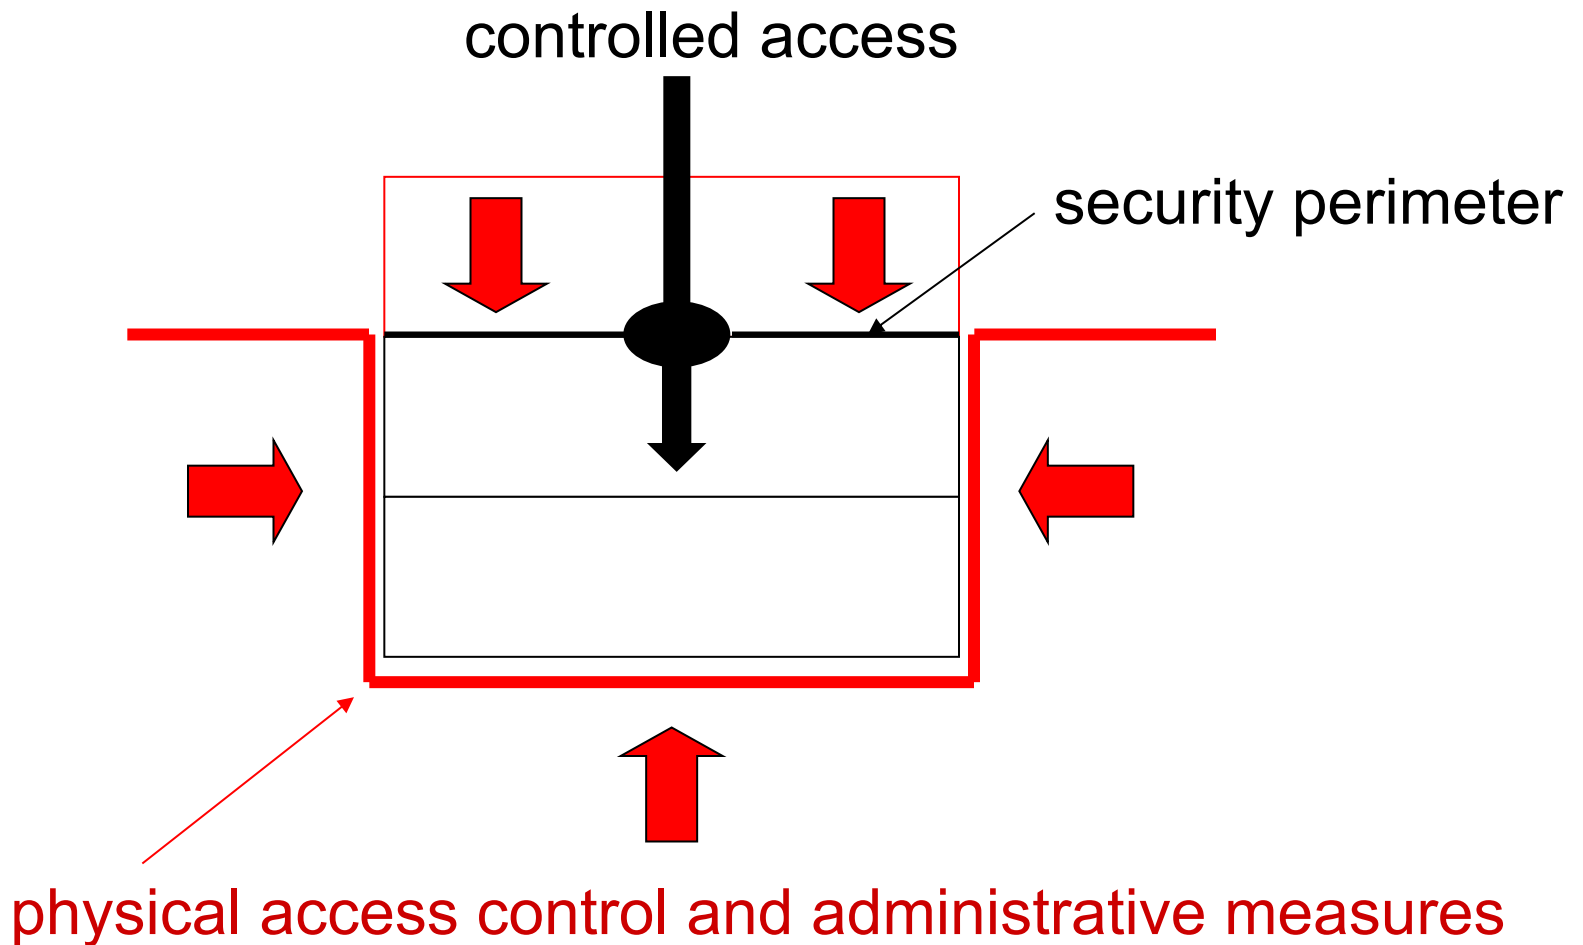 controlled access
security perimeter
physical access control and administrative measures